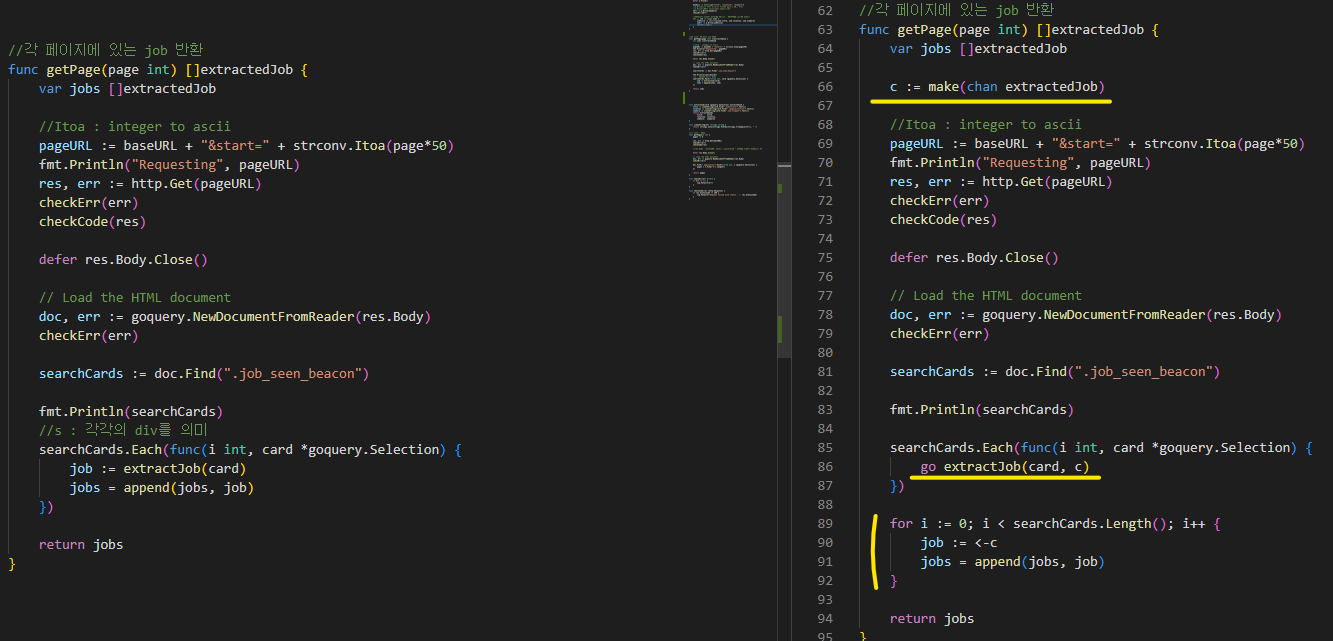 //각 페이지에 있는 job 반환
func getPage(page int) []extractedJob {
    var jobs []extractedJob
    //Itoa : integer to ascii
    pageURL := baseURL + "&start=" + strconv.Itoa(page*50)
    fmt.Println("Requesting", pageURL)
    res, err := http.Get(pageURL)
    checkErr(err)
    checkCode(res)
    defer res.Body.Close()
    // Load the HTML document
    doc, err := goquery.NewDocumentFromReader(res.Body)
    checkErr(err)
    searchCards := doc.Find(".job_seen_beacon")
    fmt.Println(searchCards)
    //s : 각각의 div를 의미
    searchCards.Each(func(i int, card *goquery.Selection) {
        job := extractJob(card)
        jobs = append(jobs, job)
    })
    return jobs
}
62 //각 페이지에 있는 job 반환
63 func getPage(page int) []extractedJob {
64     var jobs []extractedJob
65
66     c := make(chan extractedJob)
67
68     //Itoa : integer to ascii
69     pageURL := baseURL + "&start=" + strconv.Itoa(page*50)
70     fmt.Println("Requesting", pageURL)
71     res, err := http.Get(pageURL)
72     checkErr(err)
73     checkCode(res)
74
75     defer res.Body.Close()
76
77     // Load the HTML document
78     doc, err := goquery.NewDocumentFromReader(res.Body)
79     checkErr(err)
80
81     searchCards := doc.Find(".job_seen_beacon")
82
83     fmt.Println(searchCards)
84
85     searchCards.Each(func(i int, card *goquery.Selection) {
86         go extractJob(card, c)
87     })
88
89     for i := 0; i < searchCards.Length(); i++ {
90         job := <-c
91         jobs = append(jobs, job)
92     }
93
94     return jobs
95 }